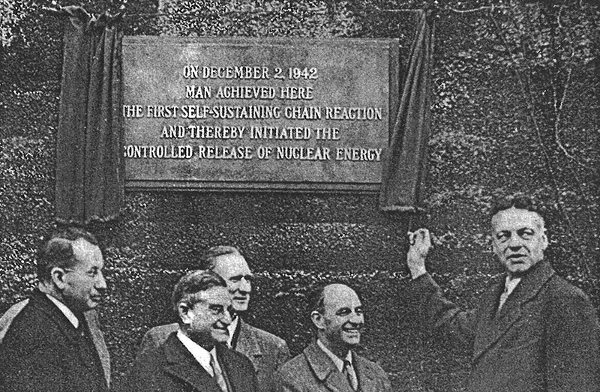 ON DECEMBER 2, 1942
MAN ACHIEVED HERE
THE FIRST SELF-SUSTAINING CHAIN REACTION
AND THEREBY INITIATED THE
CONTROLLED RELEASE OF NUCLEAR ENERGY